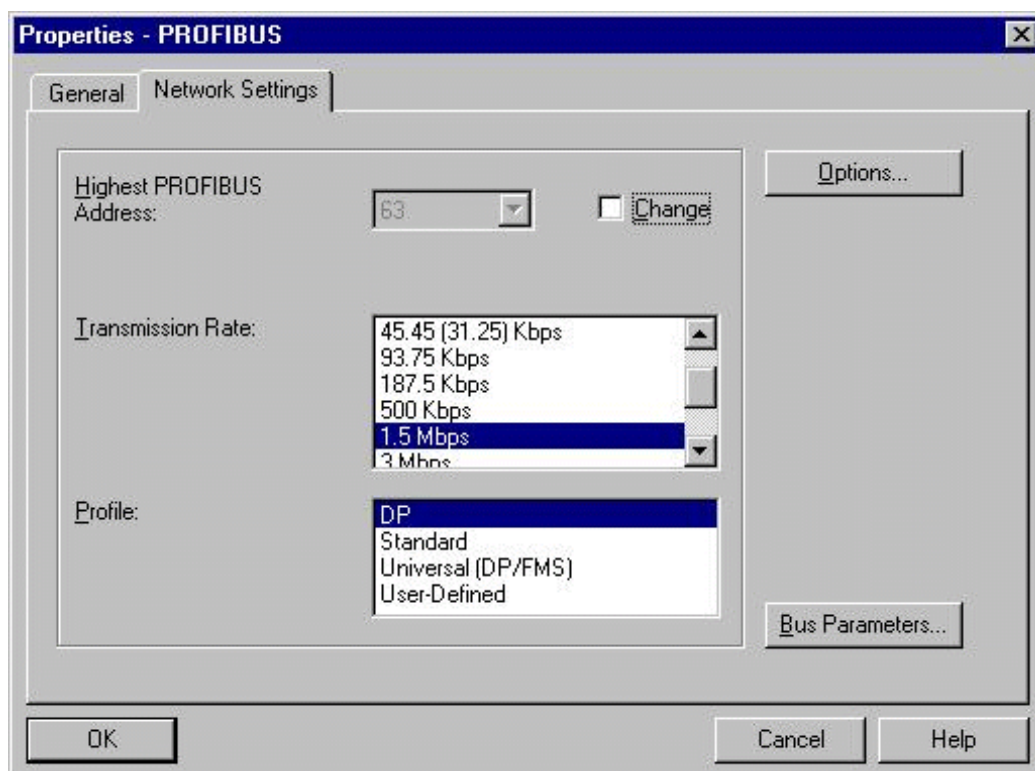 Properties - PROFIBUS
General
Network Settings
Highest PROFIBUS
Address:
63
Change
Options...
Transmission Rate:
45.45 (31.25) Kbps
93.75 Kbps
187.5 Kbps
500 Kbps
1.5 Mbps
3 Mbps
Profile:
DP
Standard
Universal (DP/FMS)
User-Defined
Bus Parameters...
OK
Cancel
Help